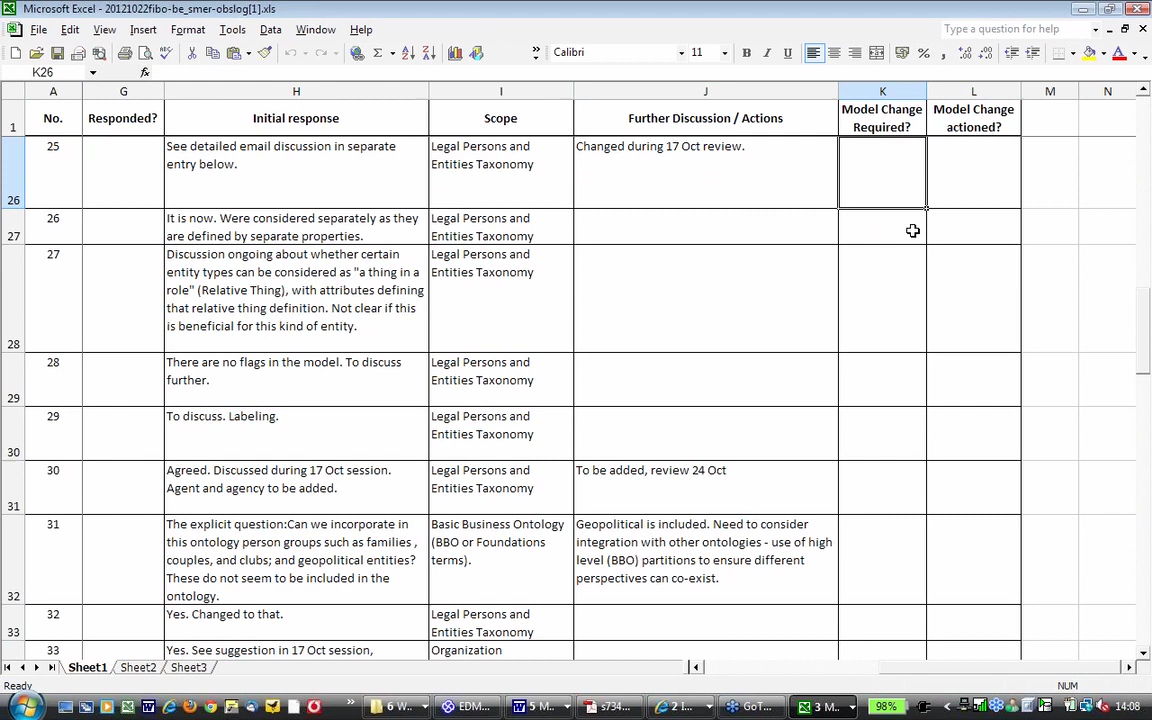 Microsoft Excel - 20121022fibo-be_smer-obslog[1].xls
File Edit View Insert Format Tools Data Window Help
Type a question for help
Calibri 11 B I U
K26 fx
A G H I J K L M N
1 No. Responded? Initial response Scope Further Discussion / Actions Model Change Required? Model Change actioned?
25 See detailed email discussion in separate Legal Persons and Changed during 17 Oct review.
entry below. Entities Taxonomy
26
26 It is now. Were considered separately as they Legal Persons and
27 are defined by separate properties. Entities Taxonomy
27 Discussion ongoing about whether certain Legal Persons and
entity types can be considered as "a thing in a Entities Taxonomy
role" (Relative Thing), with attributes defining
that relative thing definition. Not clear if this
is beneficial for this kind of entity.
28
28 There are no flags in the model. To discuss Legal Persons and
further. Entities Taxonomy
29
29 To discuss. Labeling. Legal Persons and
Entities Taxonomy
30
30 Agreed. Discussed during 17 Oct session. Legal Persons and To be added, review 24 Oct
Agent and agency to be added. Entities Taxonomy
31
31 The explicit question:Can we incorporate in Basic Business Ontology Geopolitical is included. Need to consider
this ontology person groups such as families , (BBO or Foundations integration with other ontologies - use of high
couples, and clubs; and geopolitical entities? terms). level (BBO) partitions to ensure different
These do not seem to be included in the perspectives can co-exist.
32 ontology.
32 Yes. Changed to that. Legal Persons and
33 Entities Taxonomy
33 Yes. See suggestion in 17 Oct session, Organization
Sheet1 Sheet2 Sheet3
Ready
NUM
6 W... EDM... 5 M... s734... 2 I... GoT... 3 M... 98% 14:08